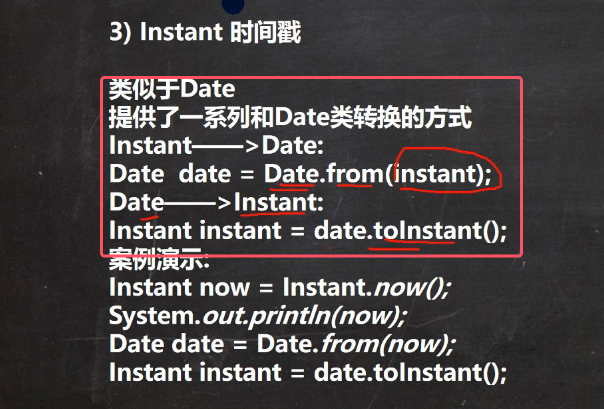 3) Instant 时间戳
类似于Date
提供了一系列和Date类转换的方式
Instant——>Date:
Date date = Date.from(instant);
Date——>Instant:
Instant instant = date.toInstant();
案例演示:
Instant now = Instant.now();
System.out.println(now);
Date date = Date.from(now);
Instant instant = date.toInstant();